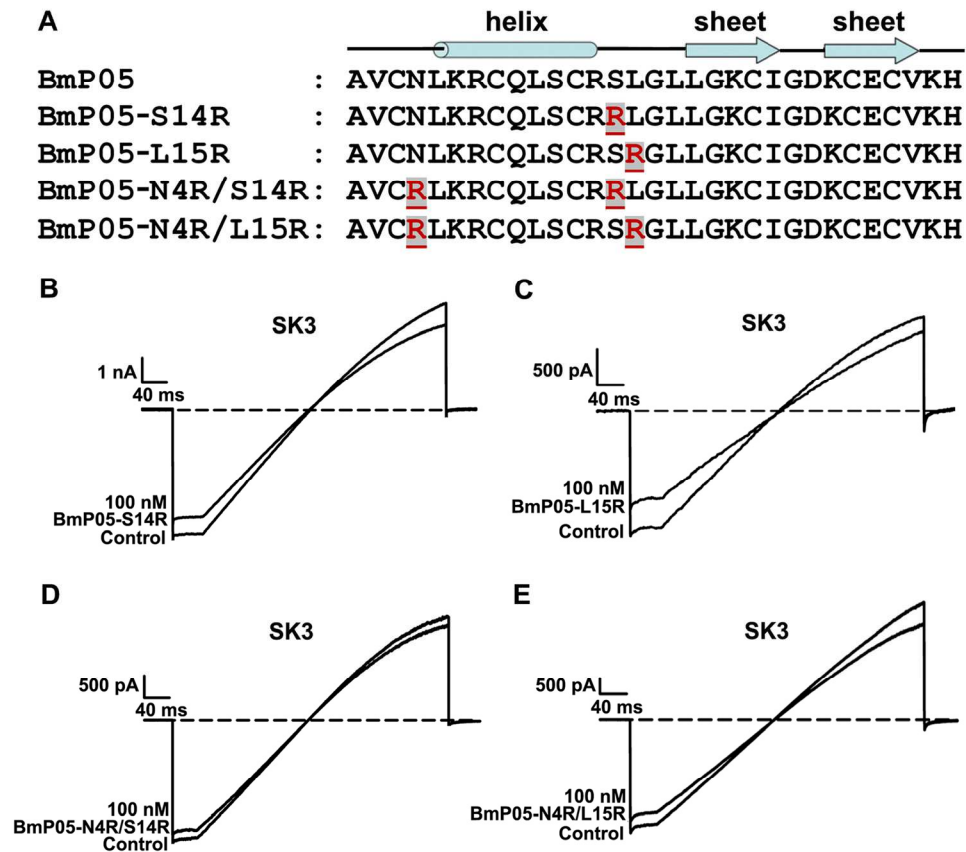 A
helix sheet sheet
BmP05 : AVCNLKRCQLSCRSLGLLGKCIGDKCECVKH
BmP05-S14R : AVCNLKRCQLSCRRLGLLGKCIGDKCECVKH
BmP05-L15R : AVCNLKRCQLSCRSRGLLGKCIGDKCECVKH
BmP05-N4R/S14R: AVCRLKRCQLSCRRLGLLGKCIGDKCECVKH
BmP05-N4R/L15R: AVCRLKRCQLSCRSRGLLGKCIGDKCECVKH
B
SK3
1 nA
40 ms
100 nM
BmP05-S14R
Control
C
SK3
500 pA
40 ms
100 nM
BmP05-L15R
Control
D
SK3
500 pA
40 ms
100 nM
BmP05-N4R/S14R
Control
E
SK3
500 pA
40 ms
100 nM
BmP05-N4R/L15R
Control